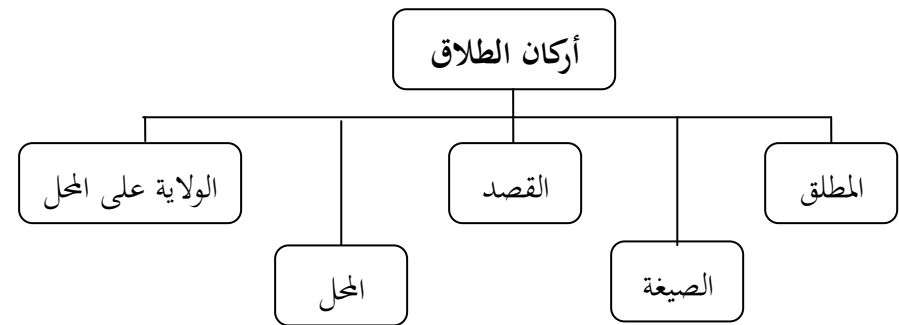 أركان الطلاق
المطلق
الصيغة
القصد
المحل
الولاية على المحل